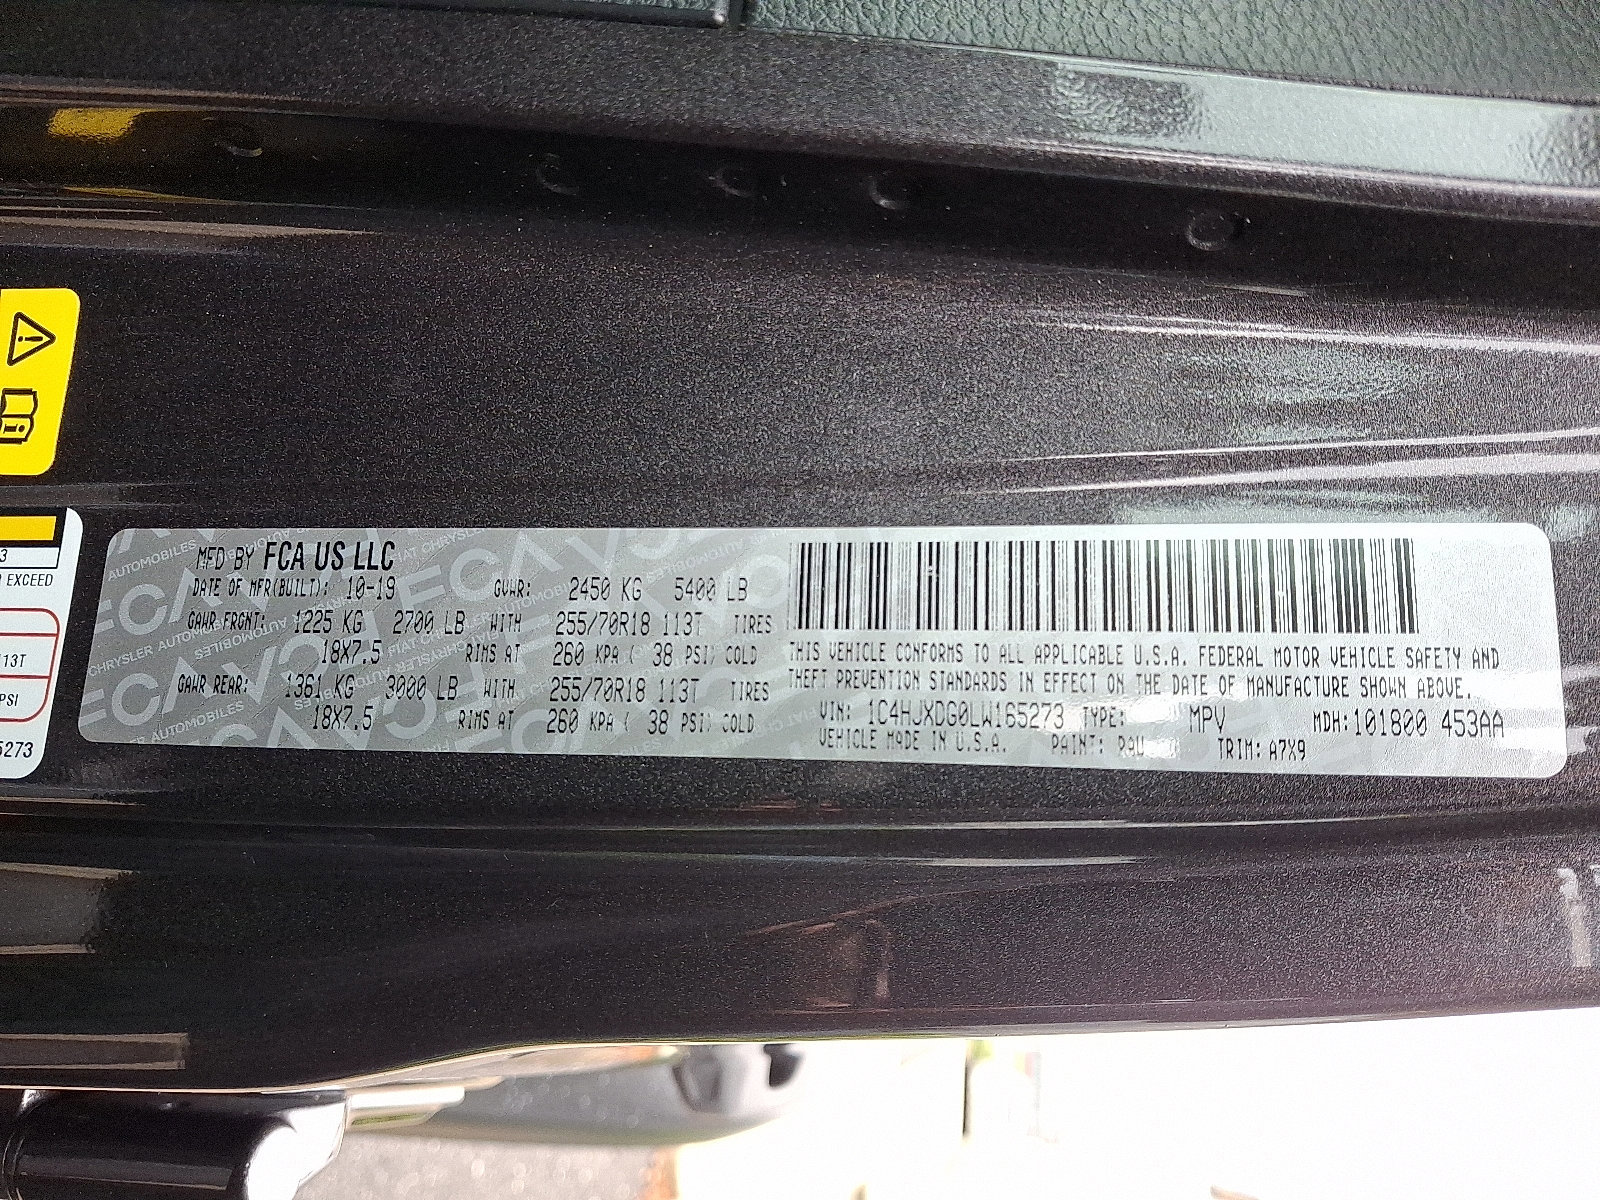 MFD BY FCA US LLC
DATE OF MFR(BUILT): 10-19 GVWR: 2450 KG 5400 LB
GAWR FRONT: 1225 KG 2700 LB WITH 255/70R18 113T TIRES
18X7.5 RIMS AT 260 KPA ( 38 PSI) COLD
GAWR REAR: 1361 KG 3000 LB WITH 255/70R18 113T TIRES
18X7.5 RIMS AT 260 KPA ( 38 PSI) COLD
THIS VEHICLE CONFORMS TO ALL APPLICABLE U.S.A. FEDERAL MOTOR VEHICLE SAFETY AND
THEFT PREVENTION STANDARDS IN EFFECT ON THE DATE OF MANUFACTURE SHOWN ABOVE.
VIN: 1C4HJXDG0LW165273 TYPE: MPV MDH: 101800 453AA
VEHICLE MADE IN U.S.A. PAINT: PAU TRIM: A7X9
3
EXCEED
113T
PSI
5273